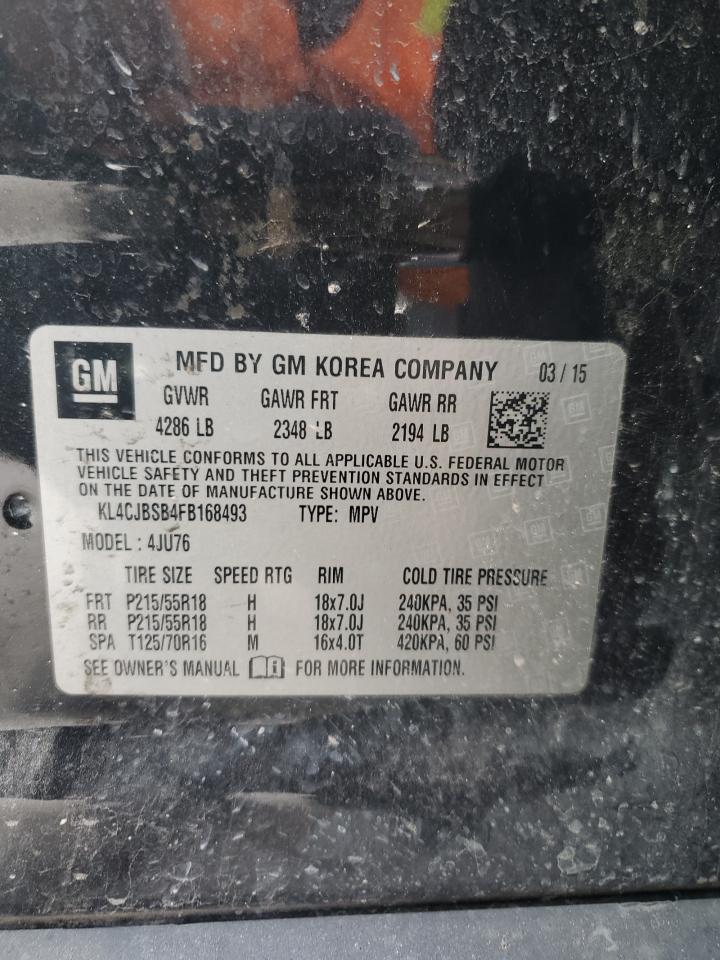 GM MFD BY GM KOREA COMPANY 03 / 15
GVWR GAWR FRT GAWR RR
4286 LB 2348 LB 2194 LB
THIS VEHICLE CONFORMS TO ALL APPLICABLE U.S. FEDERAL MOTOR
VEHICLE SAFETY AND THEFT PREVENTION STANDARDS IN EFFECT
ON THE DATE OF MANUFACTURE SHOWN ABOVE.
KL4CJBSB4FB168493 TYPE: MPV
MODEL : 4JU76
TIRE SIZE SPEED RTG RIM COLD TIRE PRESSURE
FRT P215/55R18 H 18x7.0J 240KPA, 35 PSI
RR P215/55R18 H 18x7.0J 240KPA, 35 PSI
SPA T125/70R16 M 16x4.0T 420KPA, 60 PSI
SEE OWNER'S MANUAL FOR MORE INFORMATION.